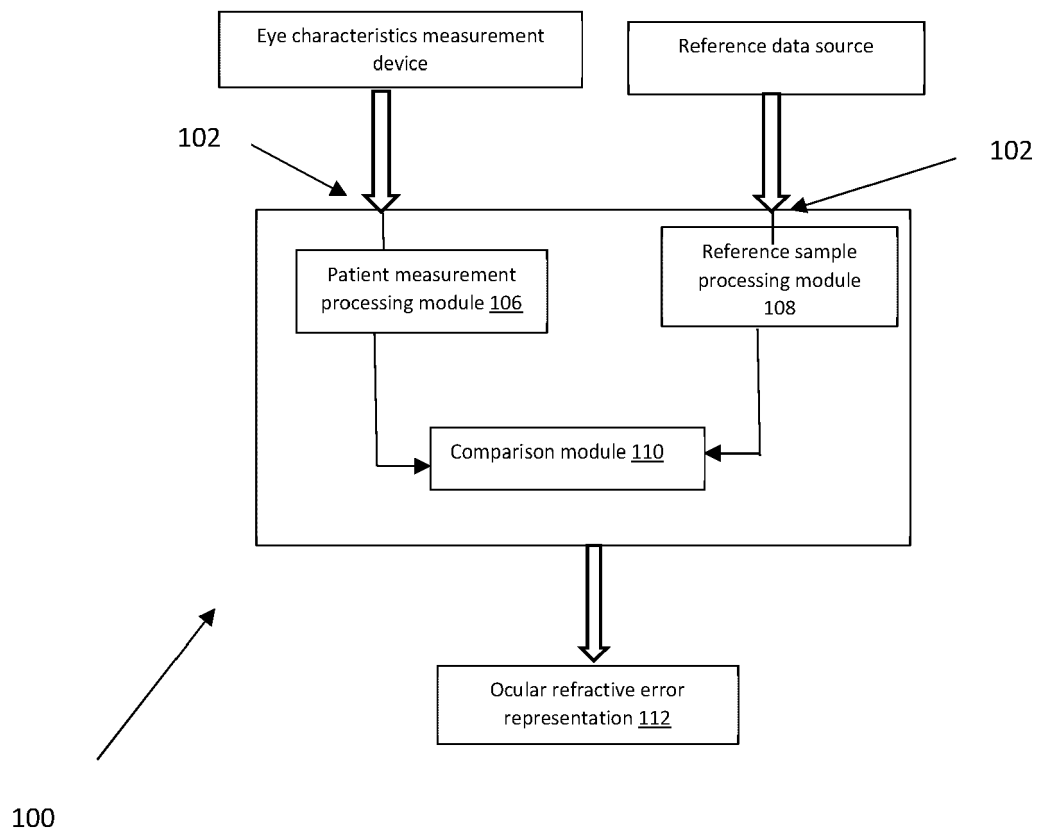 Eye characteristics measurement
device
Reference data source
102
102
Patient measurement
processing module 106
Reference sample
processing module
108
Comparison module 110
Ocular refractive error
representation 112
100